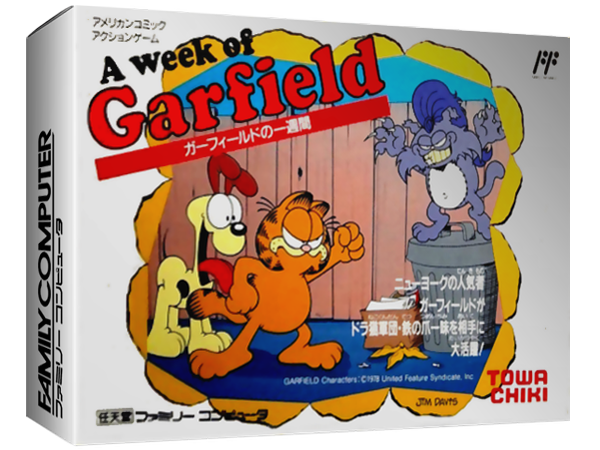 アメリカンコミック
アクションゲーム
A week of
Garfield
ガーフィールドの一週間
FF
FAMILY COMPUTER
ファミリー コンピュータ
ニューヨークの人気者
ガーフィールドが
ドラ猫軍団・鉄のボー一味を相手に
大活躍!
GARFIELD Characters: ©1978 United Feature Syndicate, Inc
TOWA
CHIKI
JIM DAVIS
任天堂 ファミリー コンピュータ